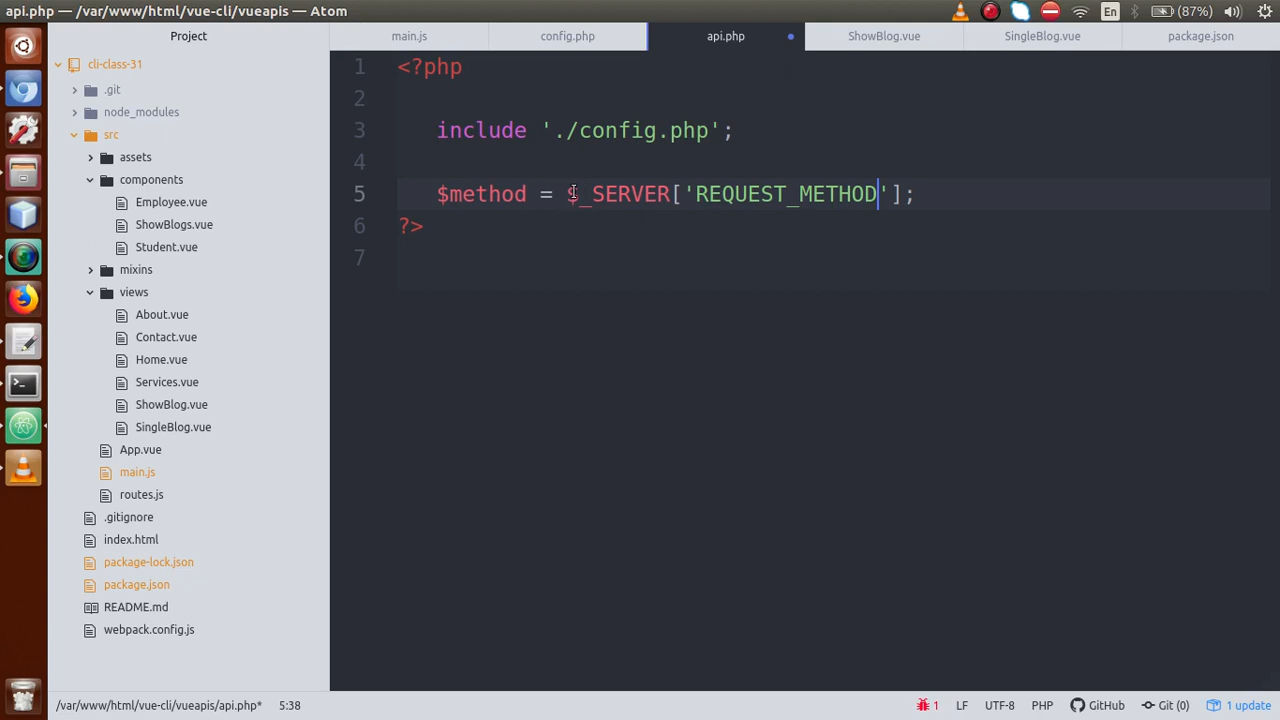 api.php — /var/www/html/vue-cli/vueapis — Atom
En
(87%)
Project
main.js
config.php
api.php
ShowBlog.vue
SingleBlog.vue
package.json
cli-class-31
.git
node_modules
src
assets
components
Employee.vue
ShowBlogs.vue
Student.vue
mixins
views
About.vue
Contact.vue
Home.vue
Services.vue
ShowBlog.vue
SingleBlog.vue
App.vue
main.js
routes.js
.gitignore
index.html
package-lock.json
package.json
README.md
webpack.config.js
1 <?php
2
3 include './config.php';
4
5 $method = $_SERVER['REQUEST_METHOD'];
6 ?>
7
/var/www/html/vue-cli/vueapis/api.php* 5:38
1 LF UTF-8 PHP GitHub Git (0) 1 update